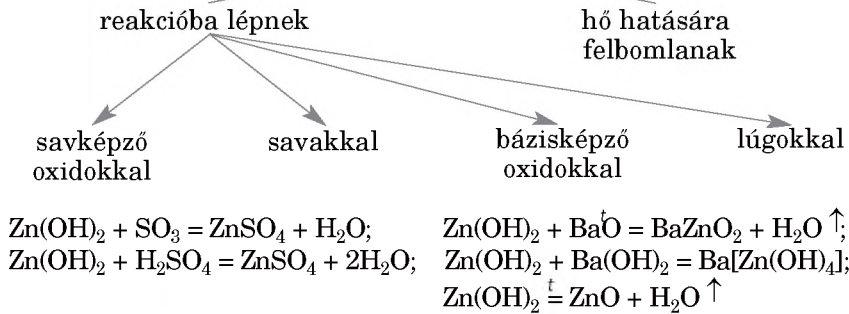 reakcióba lépnek hő hatására felbomlanak
savképző oxidokkal savakkal bázisképző oxidokkal lúgokkal
Zn(OH)₂ + SO₃ = ZnSO₄ + H₂O;
Zn(OH)₂ + H₂SO₄ = ZnSO₄ + 2H₂O;
Zn(OH)₂ + BaO =ᵗ BaZnO₂ + H₂O ↑;
Zn(OH)₂ + Ba(OH)₂ = Ba[Zn(OH)₄];
Zn(OH)₂ =ᵗ ZnO + H₂O ↑